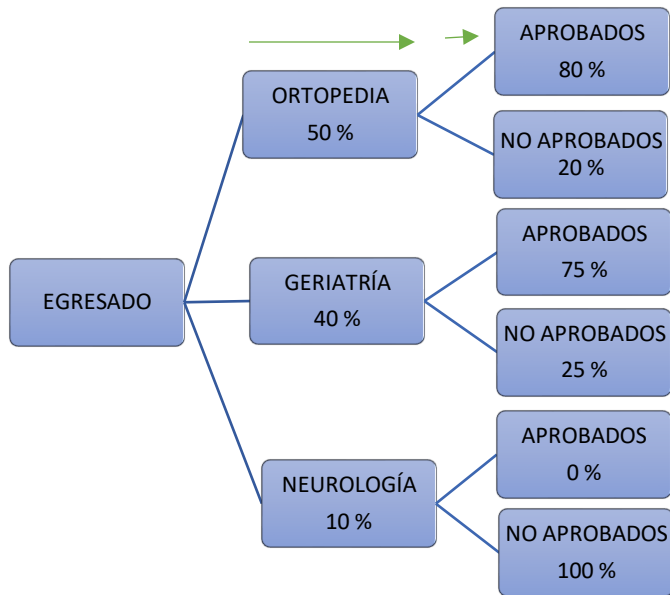 APROBADOS
80 %
ORTOPEDIA
50 %
NO APROBADOS
20 %
APROBADOS
75 %
EGRESADO
GERIATRÍA
40 %
NO APROBADOS
25 %
APROBADOS
0 %
NEUROLOGÍA
10 %
NO APROBADOS
100 %